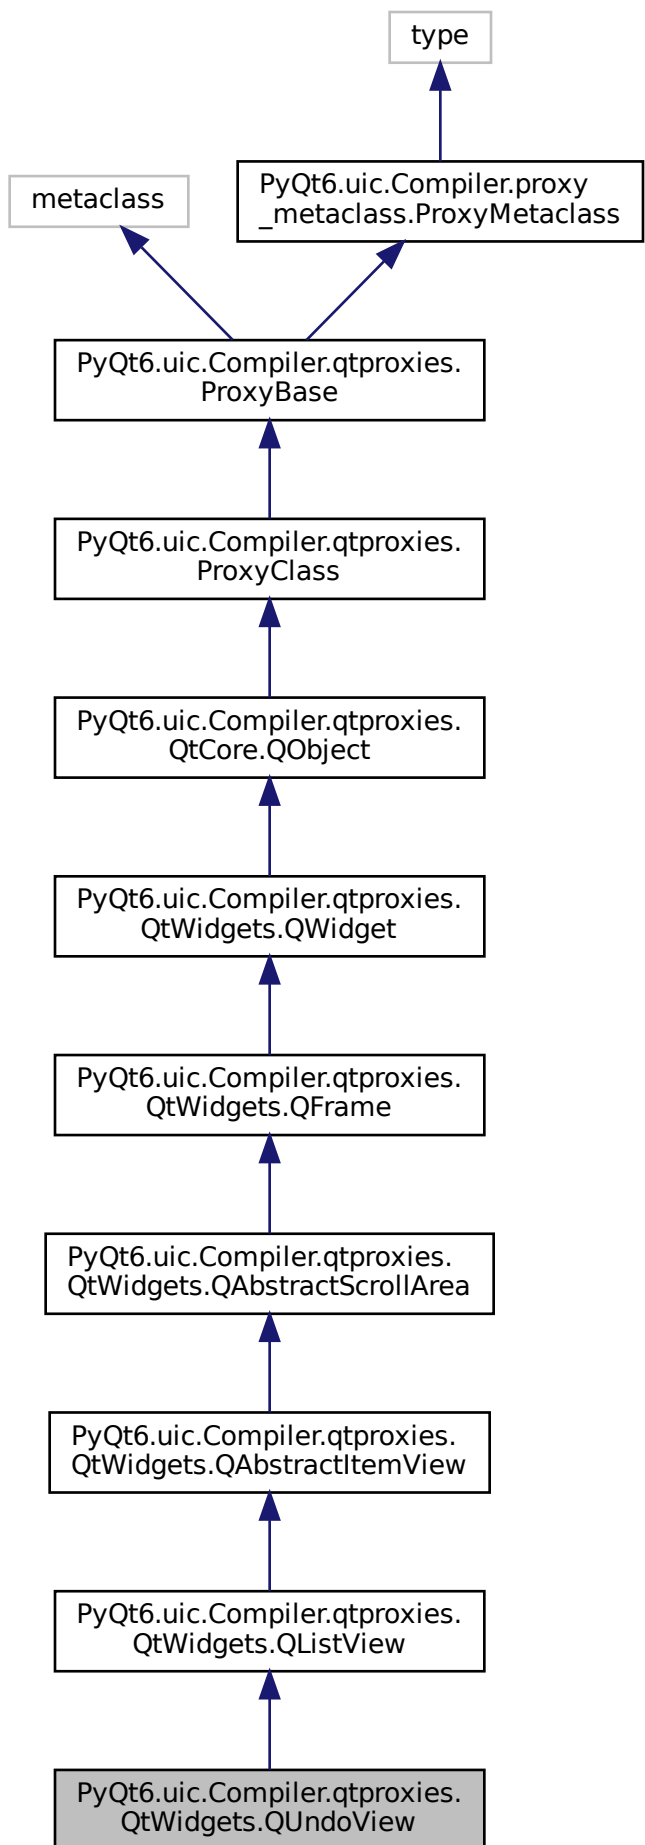 type
PyQt6.uic.Compiler.proxy
_metaclass.ProxyMetaclass
metaclass
PyQt6.uic.Compiler.qtproxies.
ProxyBase
PyQt6.uic.Compiler.qtproxies.
ProxyClass
PyQt6.uic.Compiler.qtproxies.
QtCore.QObject
PyQt6.uic.Compiler.qtproxies.
QtWidgets.QWidget
PyQt6.uic.Compiler.qtproxies.
QtWidgets.QFrame
PyQt6.uic.Compiler.qtproxies.
QtWidgets.QAbstractScrollArea
PyQt6.uic.Compiler.qtproxies.
QtWidgets.QAbstractItemView
PyQt6.uic.Compiler.qtproxies.
QtWidgets.QListView
PyQt6.uic.Compiler.qtproxies.
QtWidgets.QUndoView